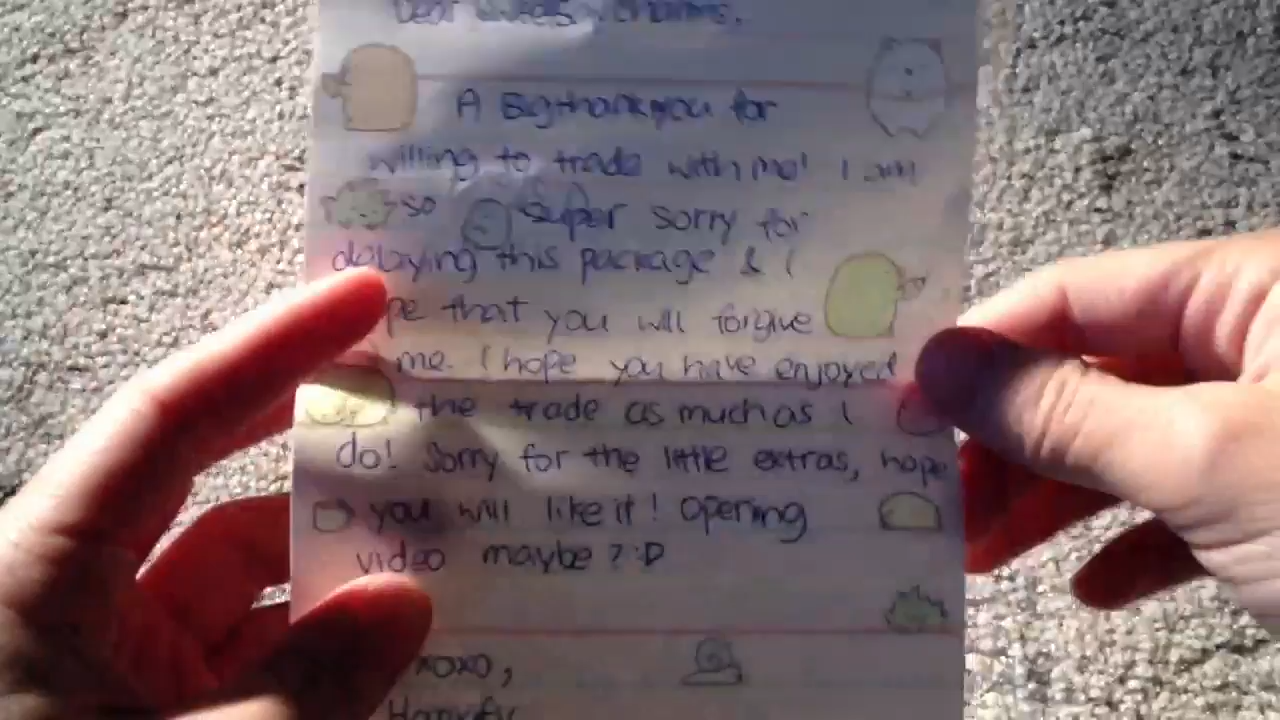 Dear
A Big thank you for
willing to trade with me! I am
so super sorry for
delaying this package & I
pe that you will forgive
me. I hope you have enjoyed
the trade as much as I
do! Sorry for the little extras, hope
you will like it! Opening
video maybe? :D
xoxo,